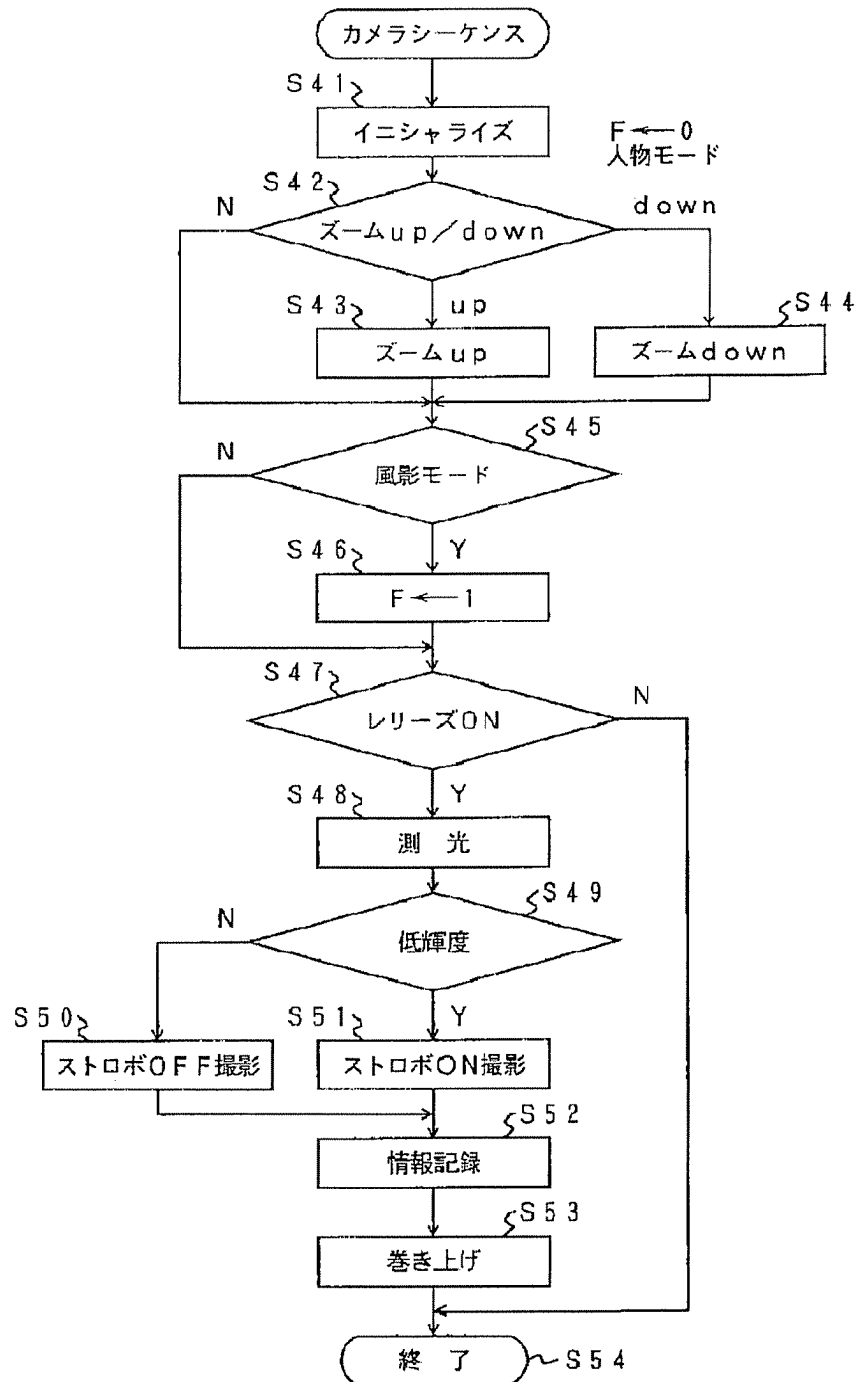 カメラシーケンス
S41
イニシャライズ
F←0
人物モード
S42
N
ズームup/down
down
S43
up
S44
ズームup
ズームdown
S45
N
風影モード
S46
Y
F←1
S47
N
レリーズON
S48
Y
測 光
S49
N
低輝度
S50
S51
Y
ストロボOFF撮影
ストロボON撮影
S52
情報記録
S53
巻き上げ
終 了
S54